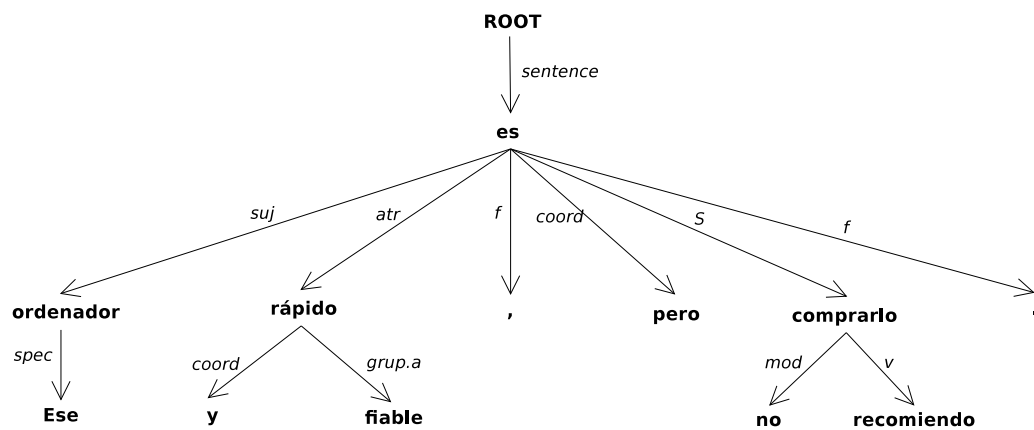 ROOT
sentence
es
suj atr f coord S f
ordenador rápido , pero comprarlo .
spec coord grup.a mod v
Ese y fiable no recomiendo